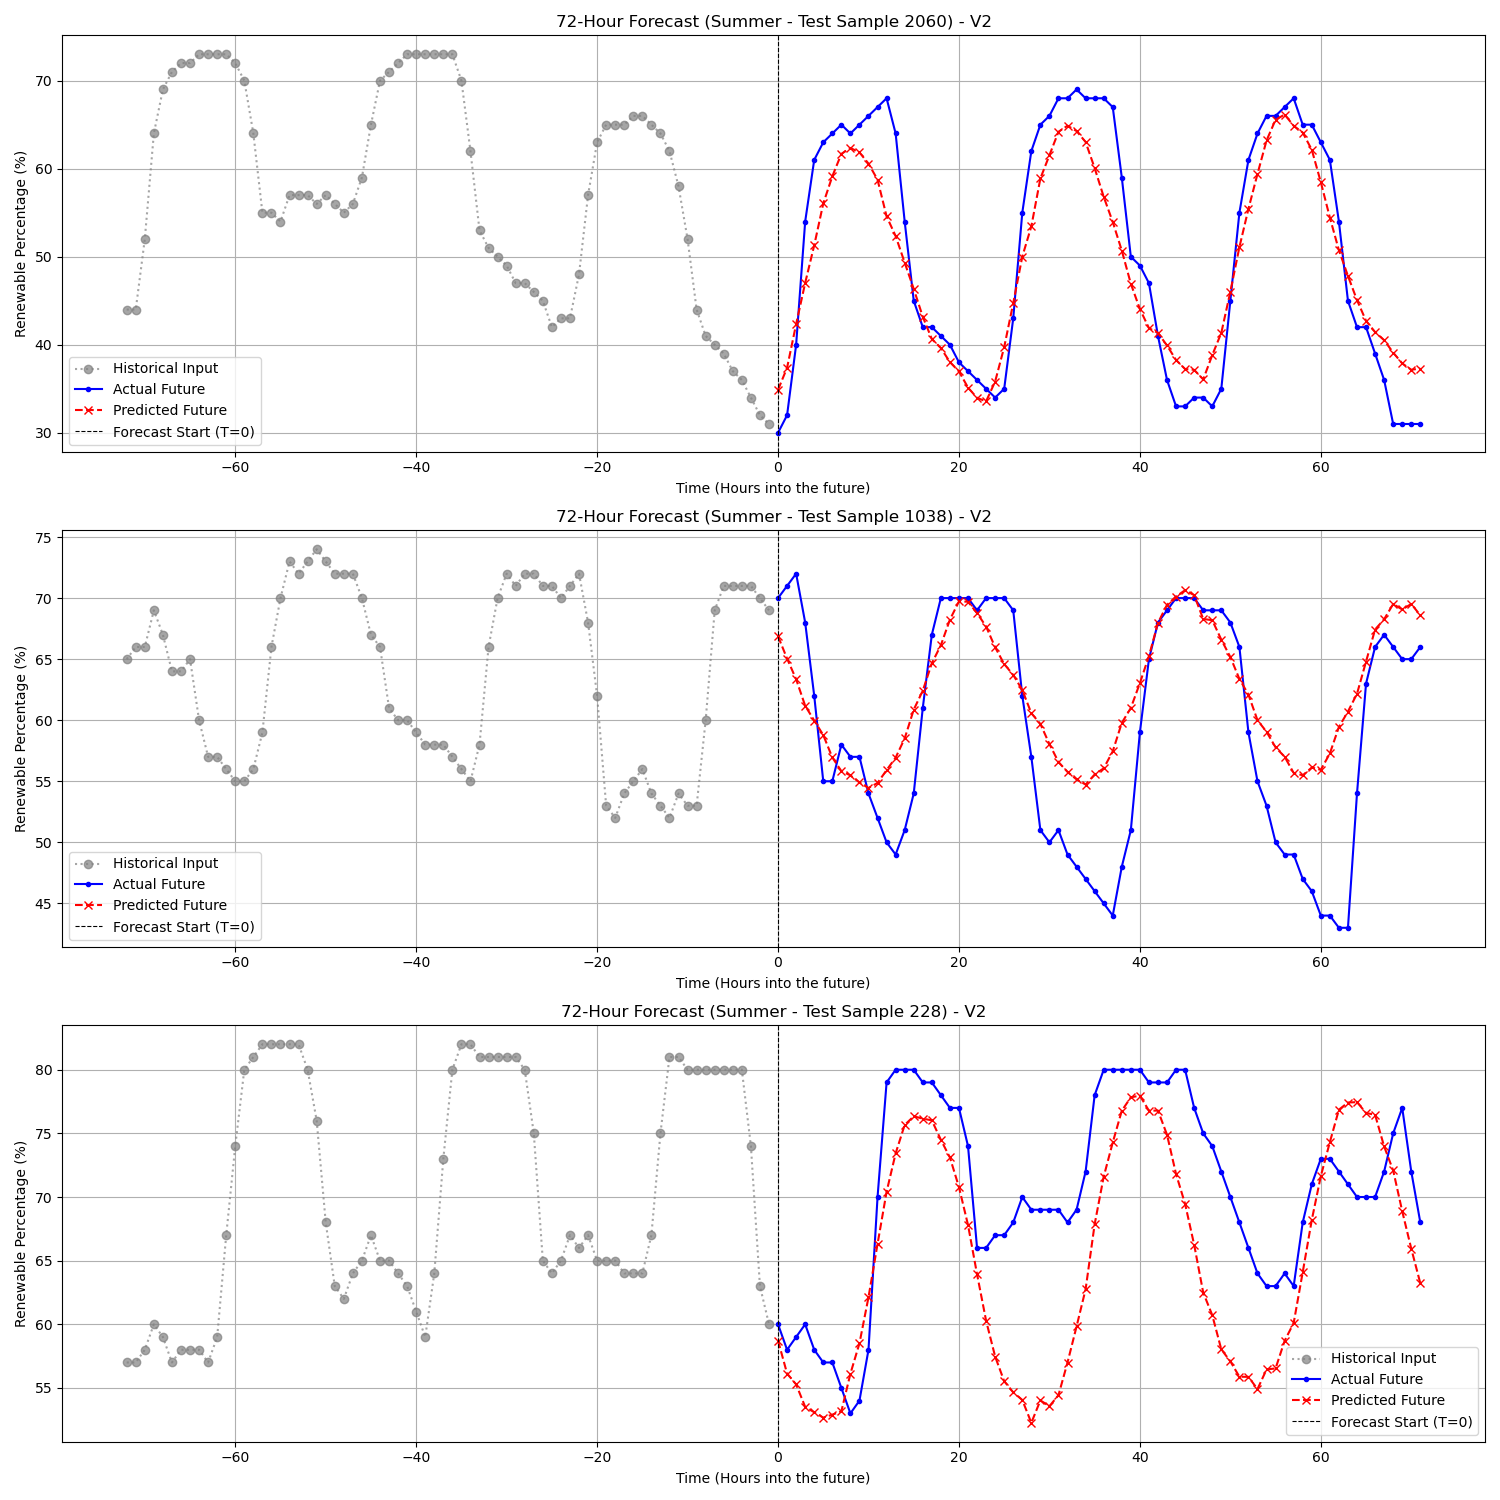 72-Hour Forecast (Summer - Test Sample 2060) - V2
Renewable Percentage (%)
70
60
50
40
30
Historical Input
Actual Future
Predicted Future
Forecast Start (T=0)
−60 −40 −20 0 20 40 60
Time (Hours into the future)
72-Hour Forecast (Summer - Test Sample 1038) - V2
Renewable Percentage (%)
75
70
65
60
55
50
45
Historical Input
Actual Future
Predicted Future
Forecast Start (T=0)
−60 −40 −20 0 20 40 60
Time (Hours into the future)
72-Hour Forecast (Summer - Test Sample 228) - V2
Renewable Percentage (%)
80
75
70
65
60
55
Historical Input
Actual Future
Predicted Future
Forecast Start (T=0)
−60 −40 −20 0 20 40 60
Time (Hours into the future)